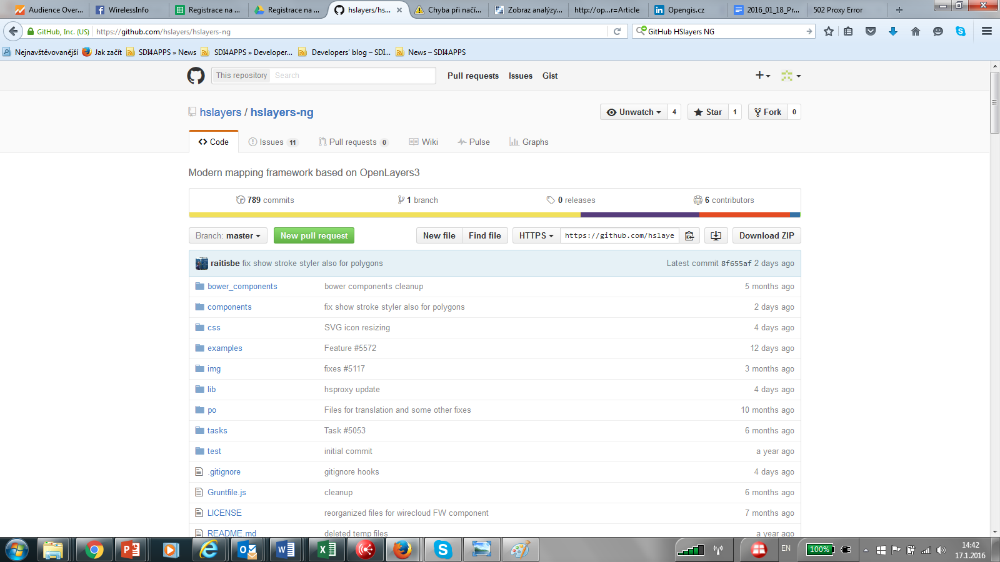 Audience Over... WirelessInfo Registrace na ... Registrace na ... hslayers/hs... Chyba při načí... Zobraz analýzy... http://op...r=Article Opengis.cz 2016_01_18_Pr... 502 Proxy Error
GitHub, Inc. (US) https://github.com/hslayers/hslayers-ng GitHub HSlayers NG
Nejnavštěvovanější Jak začít SDI4APPS » News SDI4APPS » Developer... Developers' blog – SDI... News – SDI4APPS
This repository Search Pull requests Issues Gist
hslayers / hslayers-ng Unwatch 4 Star 1 Fork 0
Code Issues 11 Pull requests 0 Wiki Pulse Graphs
Modern mapping framework based on OpenLayers3
789 commits 1 branch 0 releases 6 contributors
Branch: master New pull request New file Find file HTTPS https://github.com/hslaye Download ZIP
raitisbe fix show stroke styler also for polygons Latest commit 8f655af 2 days ago
bower_components bower components cleanup 5 months ago
components fix show stroke styler also for polygons 2 days ago
css SVG icon resizing 4 days ago
examples Feature #5572 12 days ago
img fixes #5117 3 months ago
lib hsproxy update 4 days ago
po Files for translation and some other fixes 10 months ago
tasks Task #5053 6 months ago
test initial commit a year ago
.gitignore gitignore hooks 4 days ago
Gruntfile.js cleanup 6 months ago
LICENSE reorganized files for wirecloud FW component 7 months ago
README.md deleted temp files a year ago
EN 100% 14:42
17.1.2016